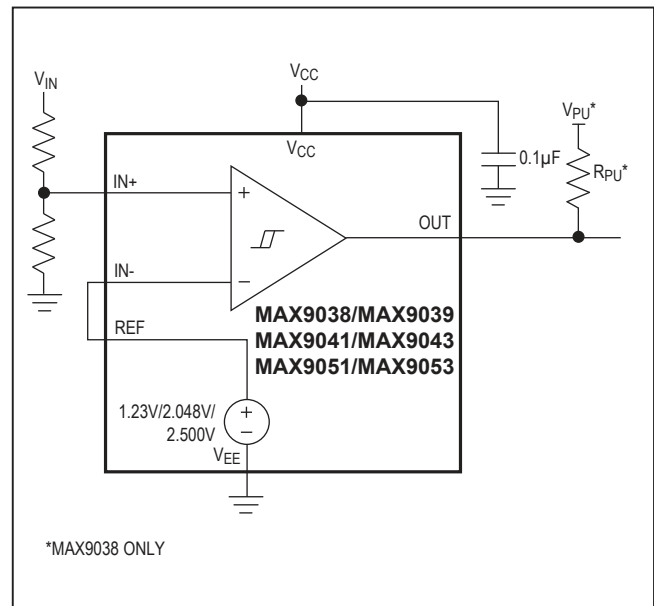 VIN
VCC
VPU*
VCC
0.1µF
RPU*
IN+
+
OUT
IN-
−
MAX9038/MAX9039
REF
MAX9041/MAX9043
MAX9051/MAX9053
1.23V/2.048V/
2.500V
+
−
VEE
*MAX9038 ONLY